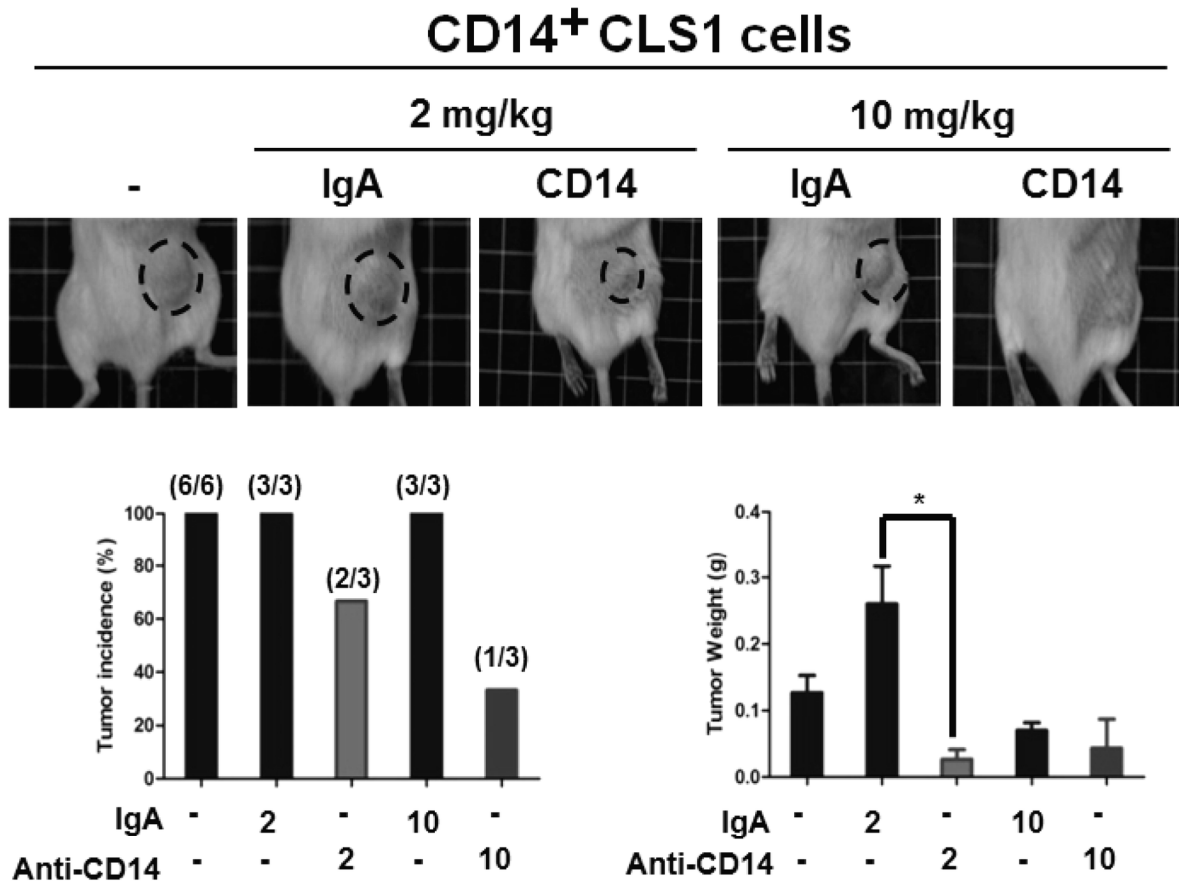 CD14+ CLS1 cells
2 mg/kg 10 mg/kg
- IgA CD14 IgA CD14
(6/6) (3/3) (2/3) (3/3) (1/3)
Tumor incidence (%)
100
80
60
40
20
0
IgA - 2 - 10 -
Anti-CD14 - - 2 - 10
*
Tumor Weight (g)
0.4
0.3
0.2
0.1
0.0
IgA - 2 - 10 -
Anti-CD14 - - 2 - 10